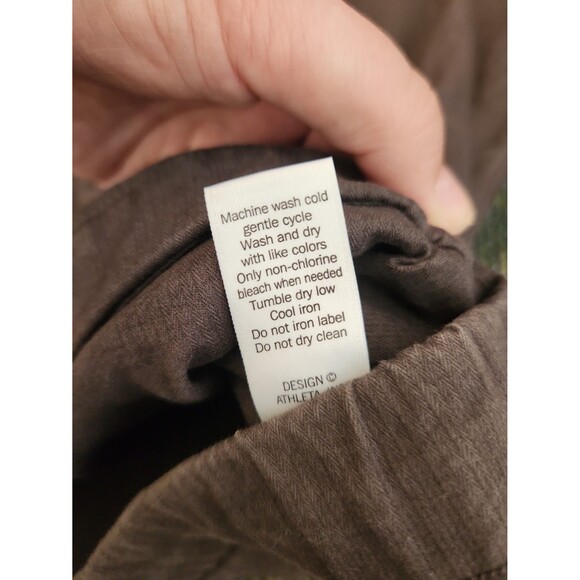 Machine wash cold
gentle cycle
Wash and dry
with like colors
Only non-chlorine
bleach when needed
Tumble dry low
Cool iron
Do not iron label
Do not dry clean
DESIGN ©
ATHLETA